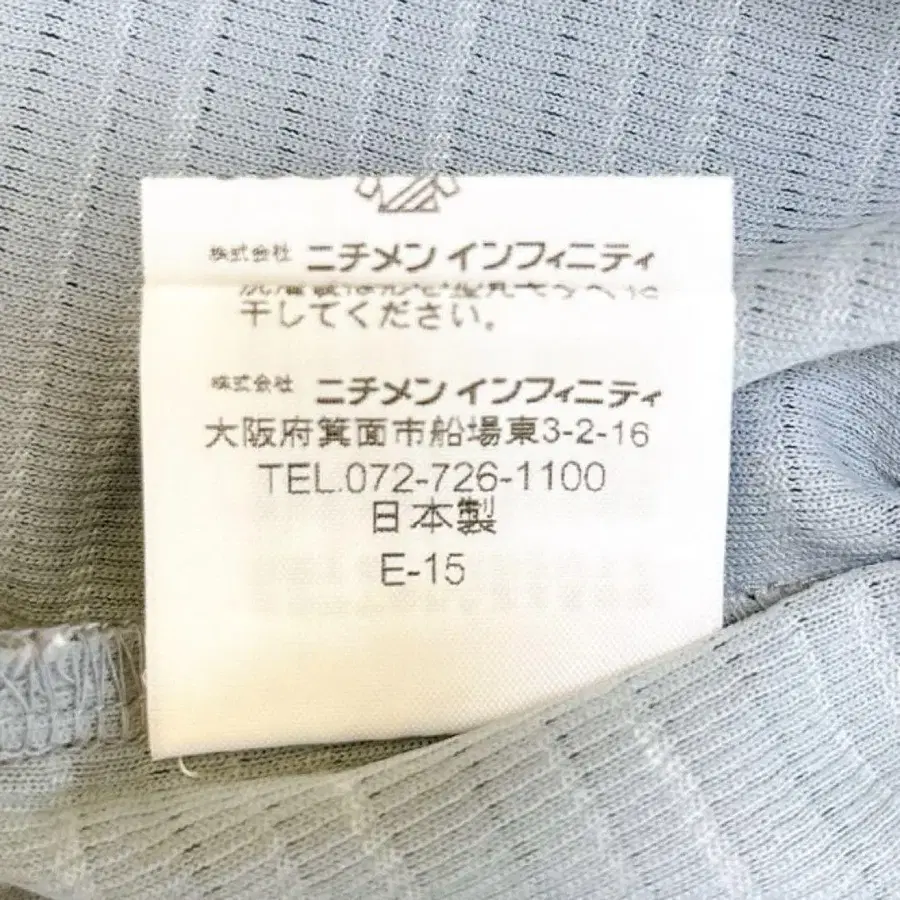 株式会社 ニチメン インフィニティ
干してください。
株式会社 ニチメン インフィニティ
大阪府箕面市船場東3-2-16
TEL.072-726-1100
日本製
E-15